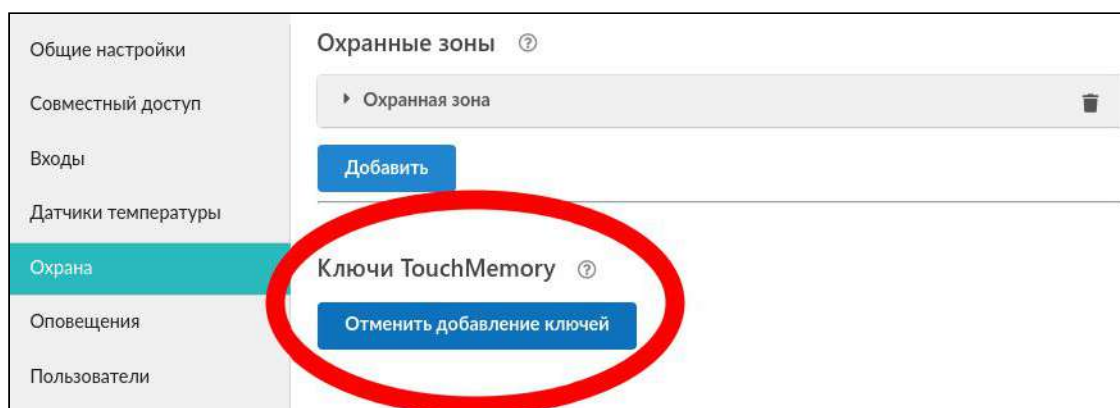 Общие настройки
Совместный доступ
Входы
Датчики температуры
Охрана
Оповещения
Пользователи
Охранные зоны ?
Охранная зона
Добавить
Ключи TouchMemory ?
Отменить добавление ключей